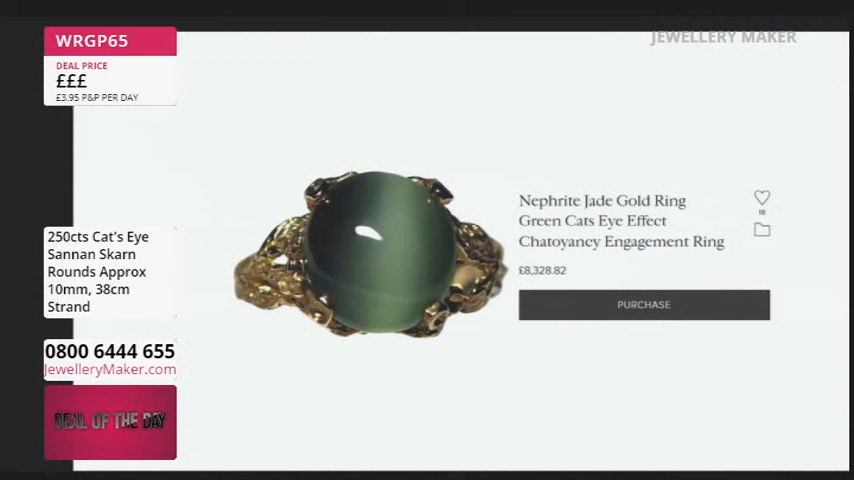 WRGP65
DEAL PRICE
£££
£3.95 P&P PER DAY
JEWELLERY MAKER
Nephrite Jade Gold Ring
Green Cats Eye Effect
Chatoyancy Engagement Ring
18
£8,328.82
PURCHASE
250cts Cat's Eye
Sannan Skarn
Rounds Approx
10mm, 38cm
Strand
0800 6444 655
JewelleryMaker.com
DEAL OF THE DAY